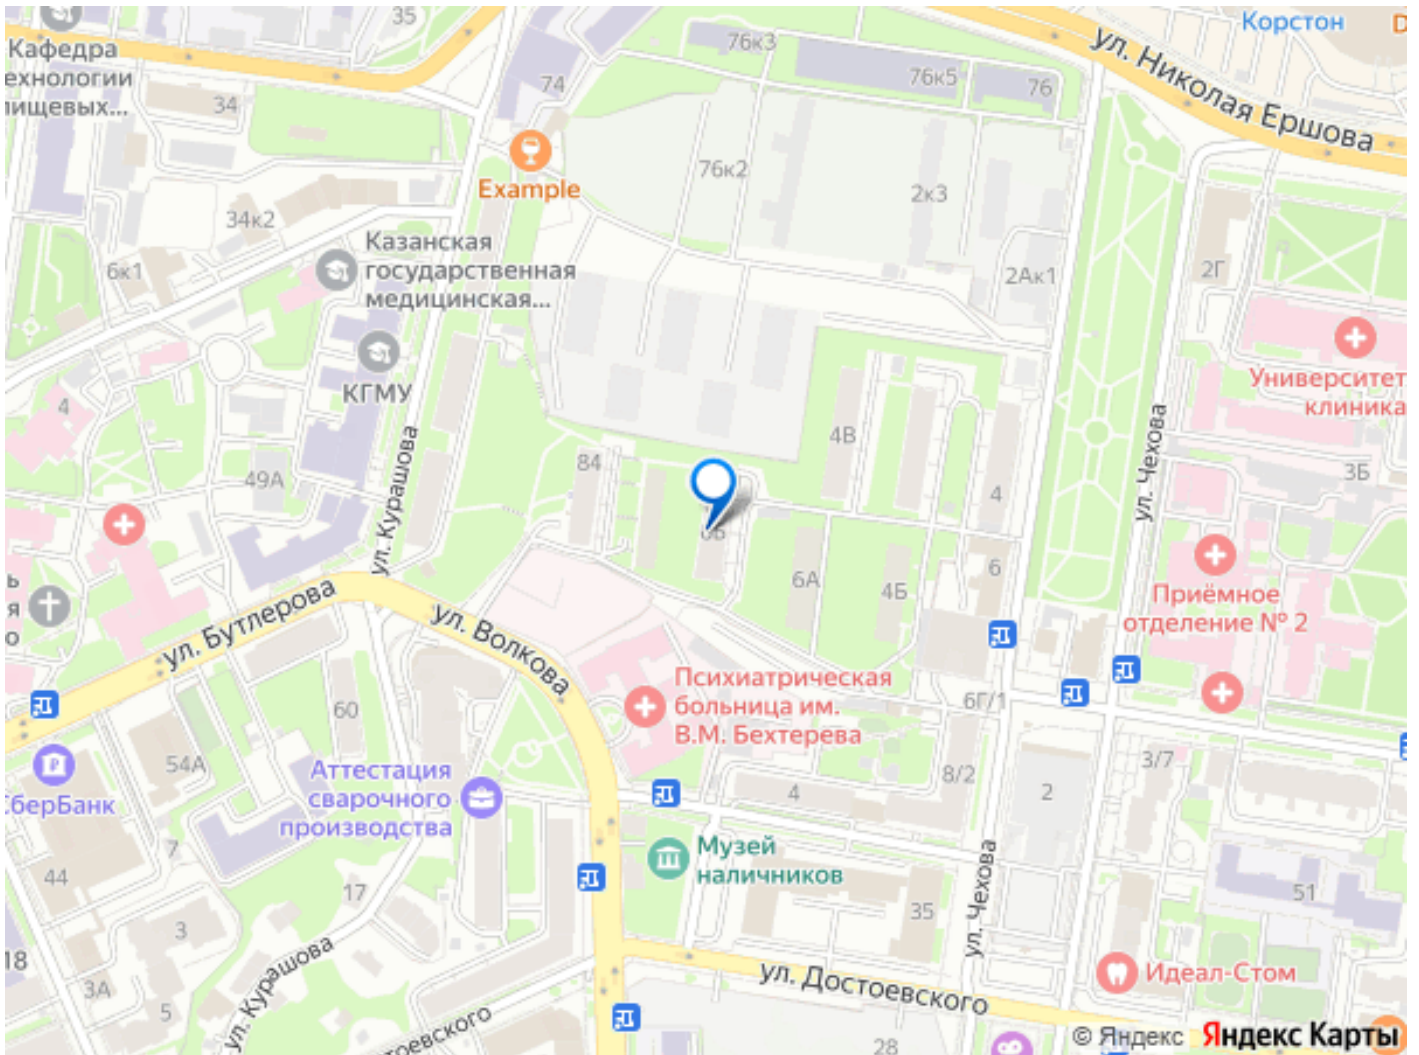 35
Корстон
Кафедра
ехнологии
пищевых...
76к3
ул. Николая Ершова
74
76к5
76
34
Example
76к2
2к3
34к2
Казанская
государственная
медицинская...
6к1
2Ак1
2Г
КГМУ
Университет
клиника
4
ул. Курашова
4В
ул. Чехова
84
49А
4
3Б
6А
6
4Б
Приёмное
отделение № 2
ул. Бутлерова
ул. Волкова
Психиатрическая
больница им.
В.М. Бехтерева
6Г/1
60
54А
Аттестация
сварочного
производства
СберБанк
8/2
3/7
4
2
7
44
Музей
наличников
17
51
35
ул. Чехова
3
18
3А
5
ул. Курашова
ул. Достоевского
Идеал-Стом
тоевского
28
© Яндекс Яндекс Карты